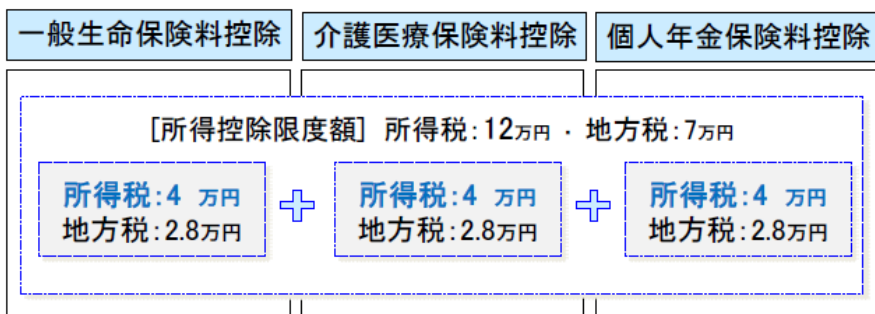 一般生命保険料控除 介護医療保険料控除 個人年金保険料控除
[所得控除限度額] 所得税:12万円 ・ 地方税:7万円
所得税:4 万円 + 所得税:4 万円 + 所得税:4 万円
地方税:2.8万円 地方税:2.8万円 地方税:2.8万円